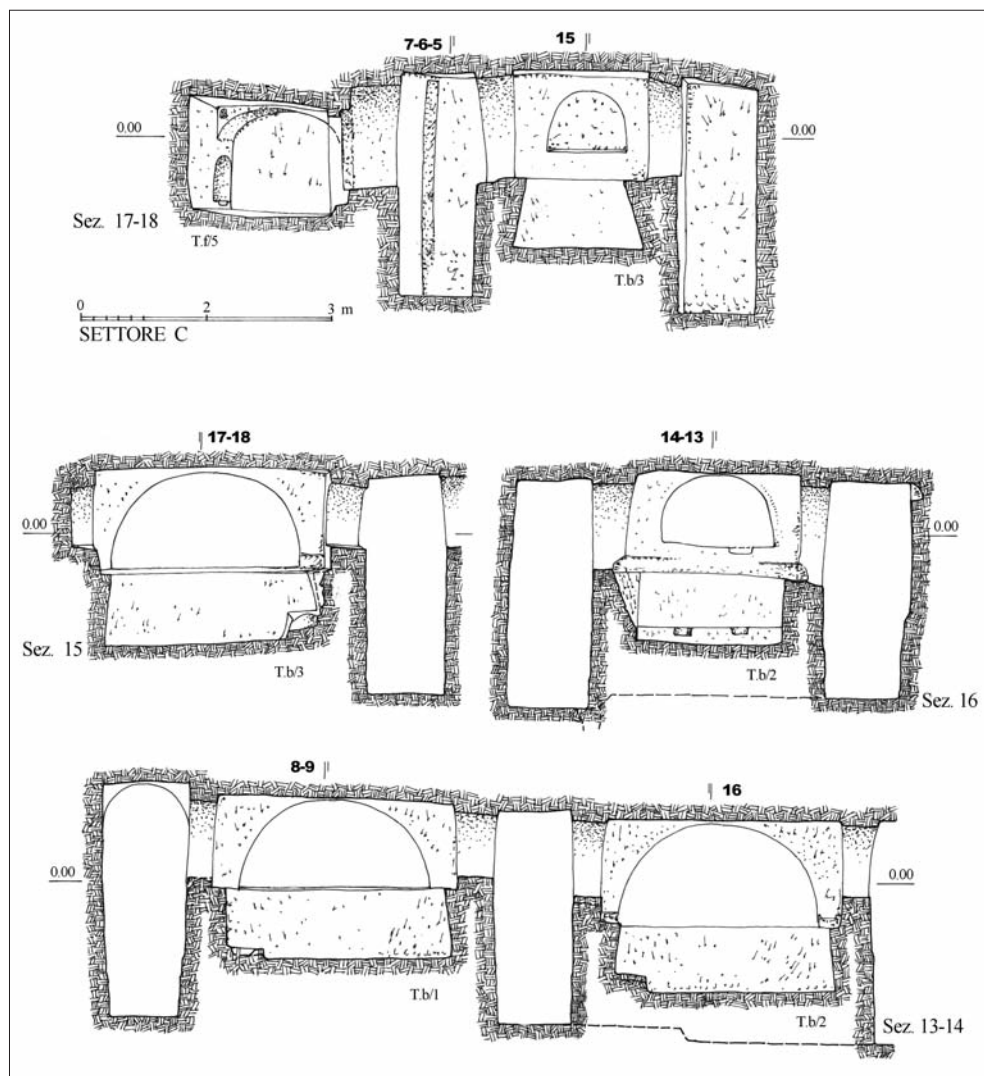 7-6-5
15
0.00
0.00
Sez. 17-18
T.f/5
T.b/3
0 2 3 m
SETTORE C
17-18
14-13
0.00
0.00
Sez. 15
T.b/3
T.b/2
Sez. 16
8-9
16
0.00
0.00
T.b/1
T.b/2
Sez. 13-14